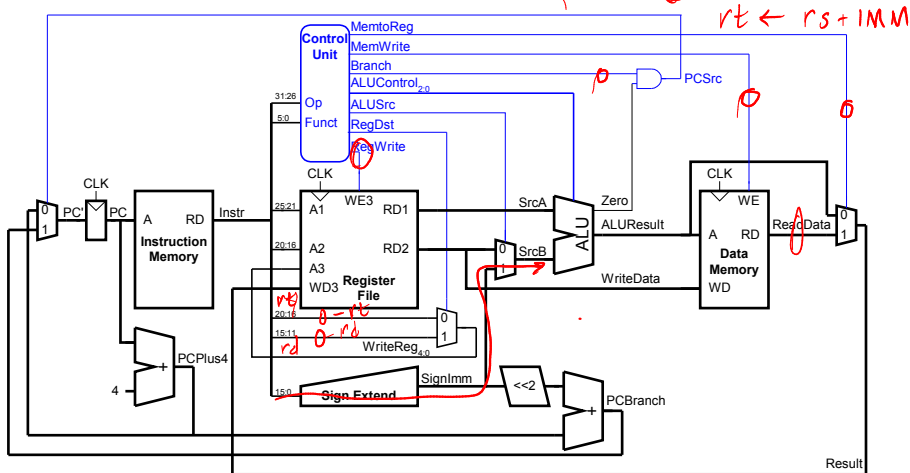 rt ← rs + IMM
MemtoReg
Control
Unit
MemWrite
Branch
ALUControl2:0
PCSrc
31:26
Op
ALUSrc
5:0
Funct
RegDst
RegWrite
0
0
0
0
CLK
CLK
CLK
0
1
PC'
PC
A
RD
Instr
Instruction
Memory
25:21
A1
WE3
RD1
SrcA
Zero
WE
20:16
A2
RD2
0
1
SrcB
ALU
ALUResult
A
RD
ReadData
0
1
A3
Register
File
WD3
Data
Memory
WriteData
WD
rt
20:16
0-rt
0
15:11
0-rd
1
rd
WriteReg4:0
PCPlus4
+
4
SignImm
15:0
Sign Extend
<<2
PCBranch
+
Result